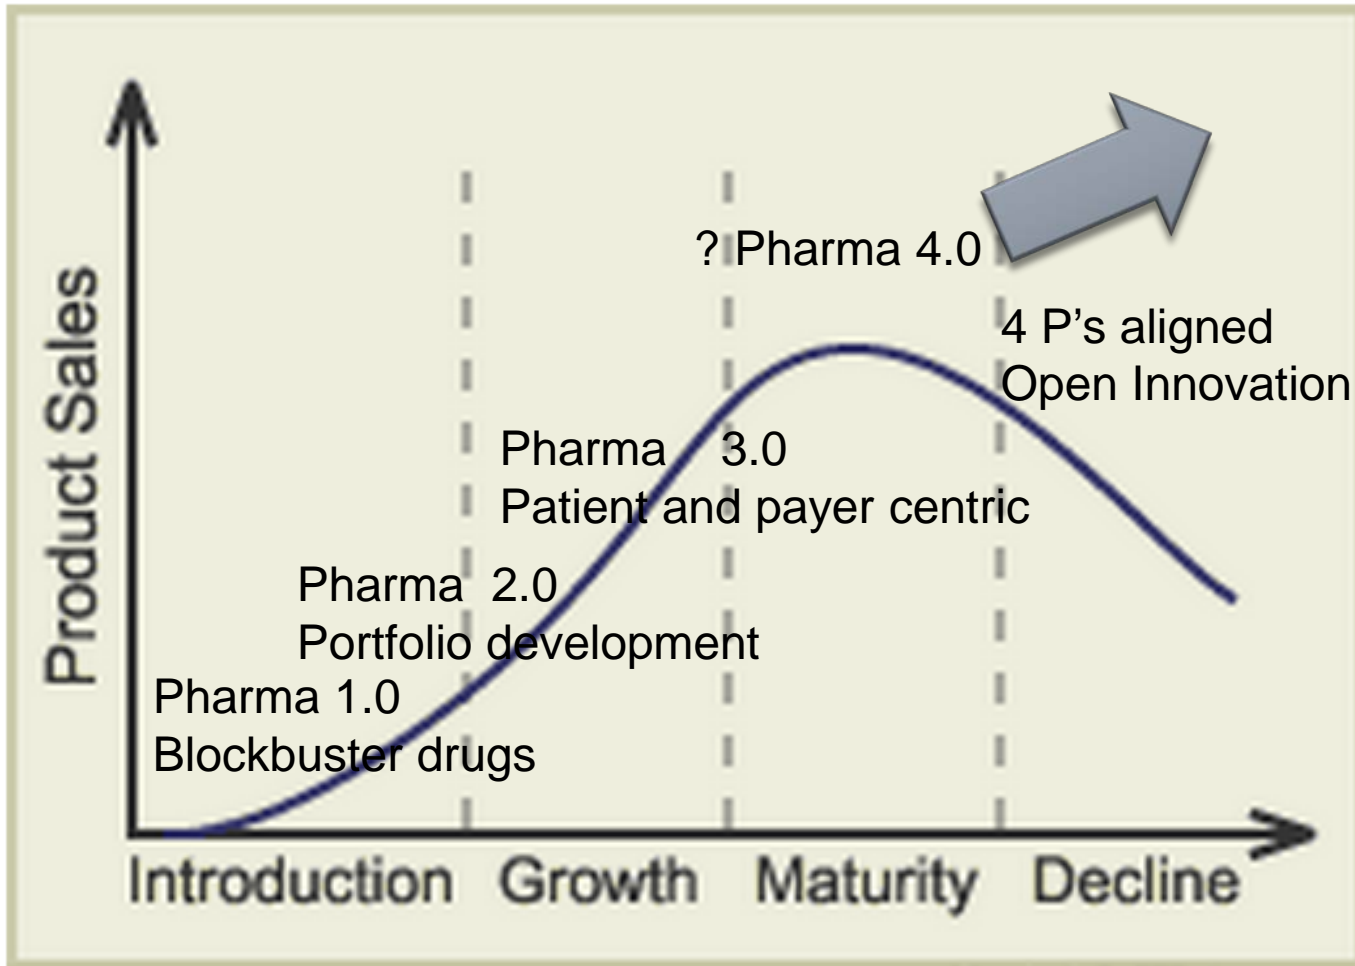 Product Sales
? Pharma 4.0
4 P’s aligned
Open Innovation
Pharma 3.0
Patient and payer centric
Pharma 2.0
Portfolio development
Pharma 1.0
Blockbuster drugs
Introduction Growth Maturity Decline